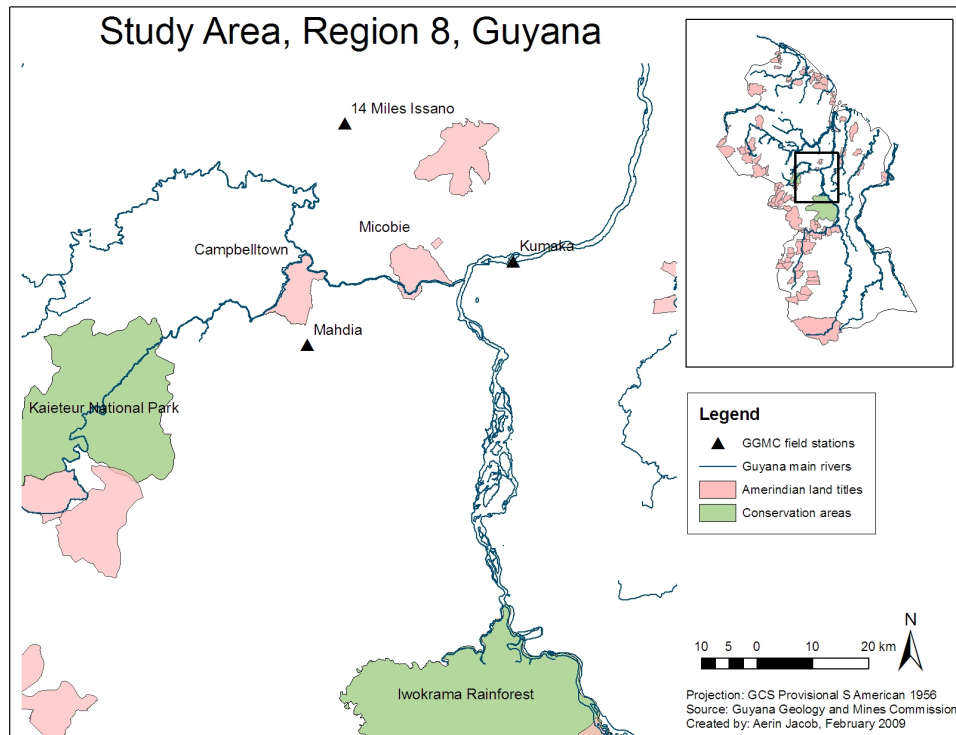 Study Area, Region 8, Guyana
14 Miles Issano
Micobie
Campbelltown
Kumaka
Mahdia
Kaieteur National Park
Iwokrama Rainforest
Legend
GGMC field stations
Guyana main rivers
Amerindian land titles
Conservation areas
N
10 5 0 10 20 km
Projection: GCS Provisional S American 1956
Source: Guyana Geology and Mines Commission
Created by: Aerin Jacob, February 2009